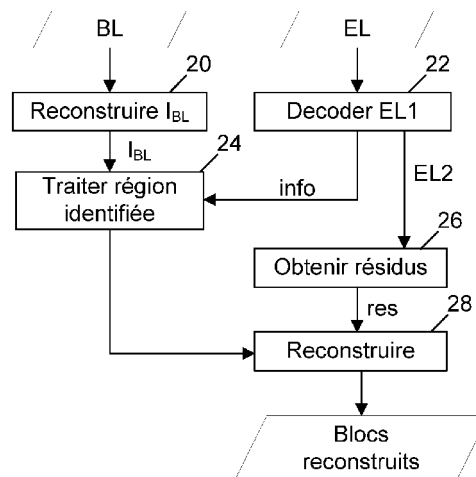 BL
EL
20
22
Reconstruire I_BL
Decoder EL1
I_BL
24
EL2
Traiter région
identifiée
info
26
Obtenir résidus
res
28
Reconstruire
Blocs
reconstruits